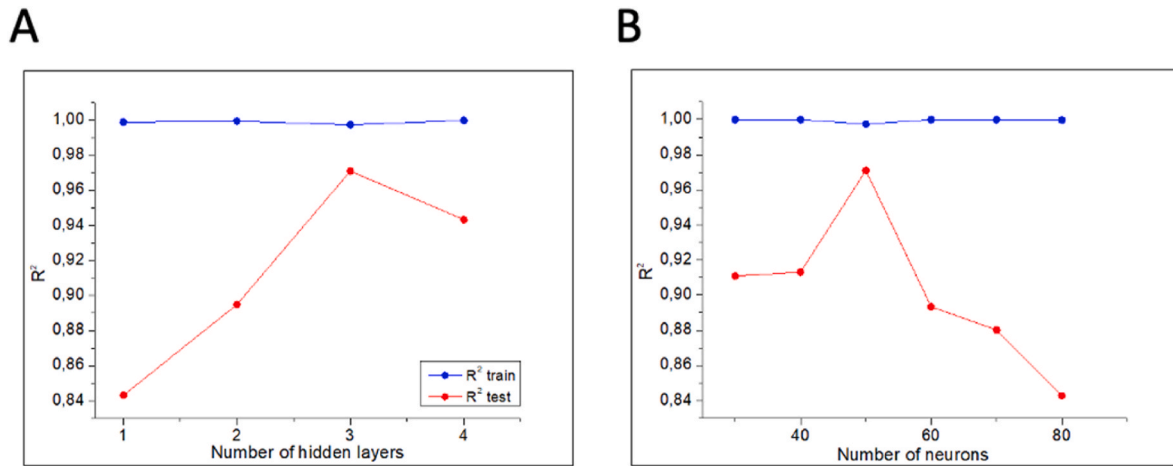 A
B
1,00
0,98
0,96
0,94
0,92
0,90
0,88
0,86
0,84
R²
1 2 3 4
Number of hidden layers
R² train
R² test
1,00
0,98
0,96
0,94
0,92
0,90
0,88
0,86
0,84
R²
40 60 80
Number of neurons